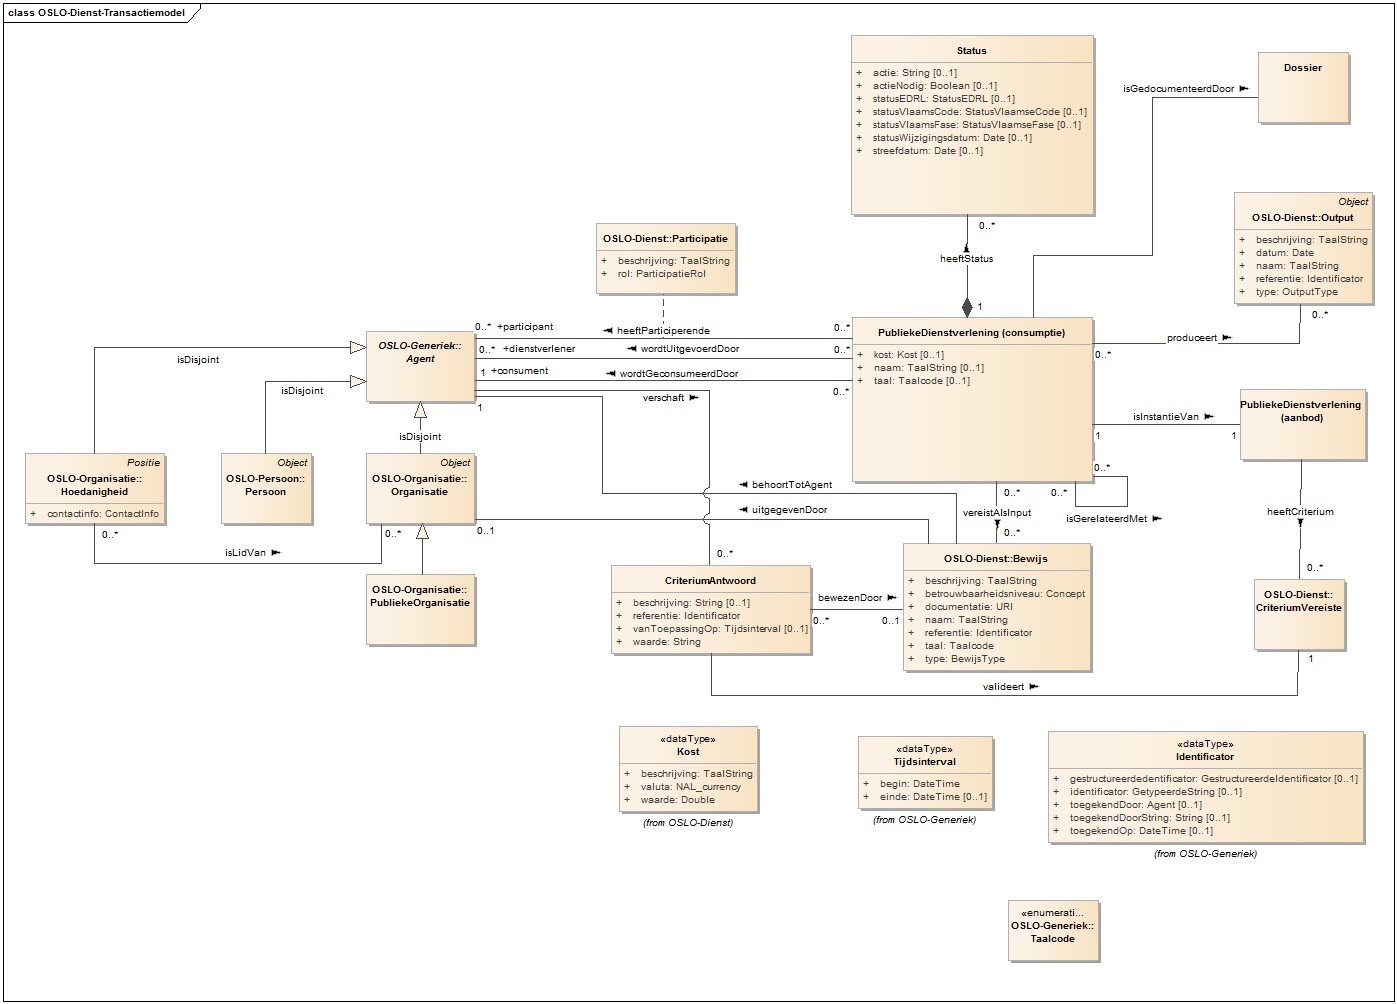 class OSLO-Dienst-Transactiemodel
Status
+ actie: String [0..1]
+ actieNodig: Boolean [0..1]
+ statusEDRL: StatusEDRL [0..1]
+ statusVlaamsCode: StatusVlaamseCode [0..1]
+ statusVlaamsFase: StatusVlaamseFase [0..1]
+ statusWijzigingsdatum: Date [0..1]
+ streefdatum: Date [0..1]
Dossier
isGedocumenteerdDoor
Object
OSLO-Dienst::Output
+ beschrijving: TaalString
+ datum: Date
+ naam: TaalString
+ referentie: Identificator
+ type: OutputType
0..*
0..*
heeftStatus
1
OSLO-Dienst::Participatie
+ beschrijving: TaalString
+ rol: ParticipatieRol
OSLO-Generiek::
Agent
0..* +participant
heeftParticiperende
0..*
0..* +dienstverlener
wordtUitgevoerdDoor
0..*
1 +consument
wordtGeconsumeerdDoor
0..*
verschaft
1
PubliekeDienstverlening (consumptie)
+ kost: Kost [0..1]
+ naam: TaalString [0..1]
+ taal: Taalcode [0..1]
produceert
0..*
PubliekeDienstverlening
(aanbod)
isInstantieVan
1
1
isDisjoint
isDisjoint
isDisjoint
Positie
OSLO-Organisatie::
Hoedanigheid
+ contactinfo: ContactInfo
Object
OSLO-Persoon::
Persoon
Object
OSLO-Organisatie::
Organisatie
0..*
isLidVan
0..*
0..1
OSLO-Organisatie::
PubliekeOrganisatie
behoortTotAgent
uitgegevenDoor
0..*
vereistAlsInput
0..*
0..*
0..*
isGerelateerdMet
heeftCriterium
0..*
CriteriumAntwoord
+ beschrijving: String [0..1]
+ referentie: Identificator
+ vanToepassingOp: Tijdsinterval [0..1]
+ waarde: String
0..*
bewezenDoor
0..*
0..1
OSLO-Dienst::Bewijs
+ beschrijving: TaalString
+ betrouwbaarheidsniveau: Concept
+ documentatie: URI
+ naam: TaalString
+ referentie: Identificator
+ taal: Taalcode
+ type: BewijsType
OSLO-Dienst::
CriteriumVereiste
1
valideert
«dataType»
Kost
+ beschrijving: TaalString
+ valuta: NAL_currency
+ waarde: Double
(from OSLO-Dienst)
«dataType»
Tijdsinterval
+ begin: DateTime
+ einde: DateTime [0..1]
(from OSLO-Generiek)
«dataType»
Identificator
+ gestructureerdedentificator: GestructureerdeIdentificator [0..1]
+ identificator: GetypeerdeString [0..1]
+ toegekendDoor: Agent [0..1]
+ toegekendDoorString: String [0..1]
+ toegekendOp: DateTime [0..1]
(from OSLO-Generiek)
«enumerati...
OSLO-Generiek::
Taalcode